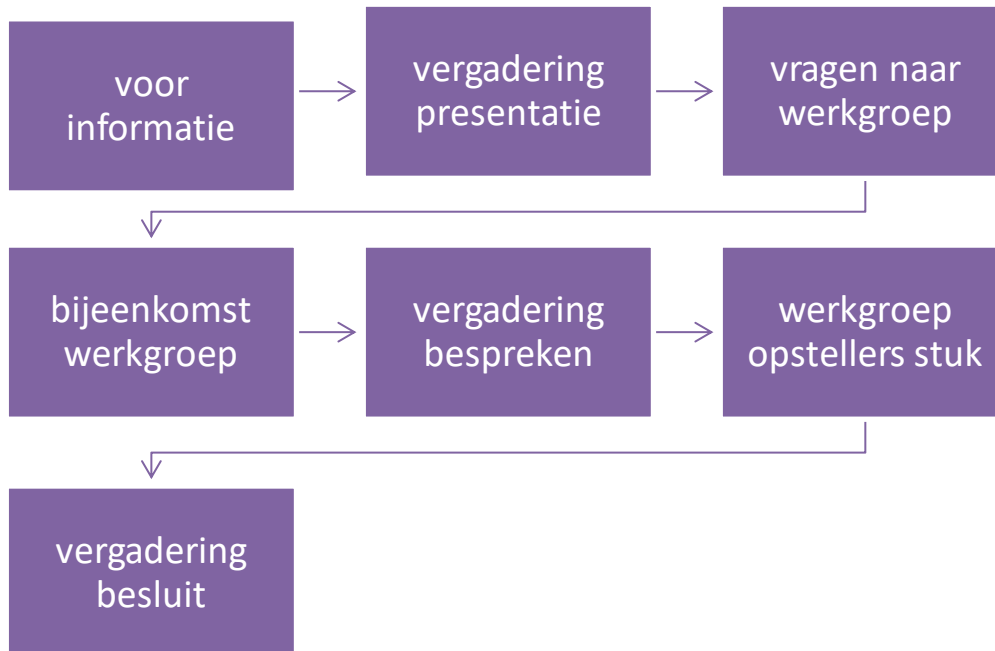 voor
informatie
vergadering
presentatie
vragen naar
werkgroep
bijeenkomst
werkgroep
vergadering
bespreken
werkgroep
opstellers stuk
vergadering
besluit